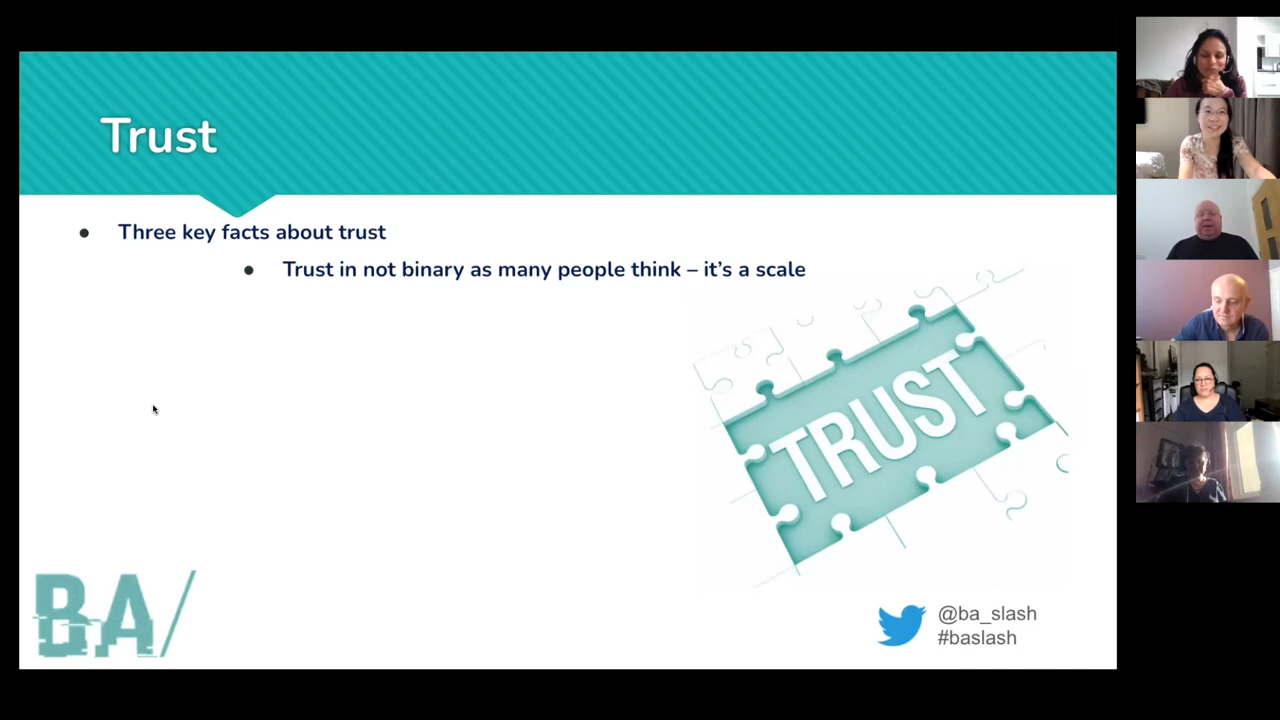 Trust
Three key facts about trust
Trust in not binary as many people think – it's a scale
TRUST
BA/
@ba_slash
#baslash